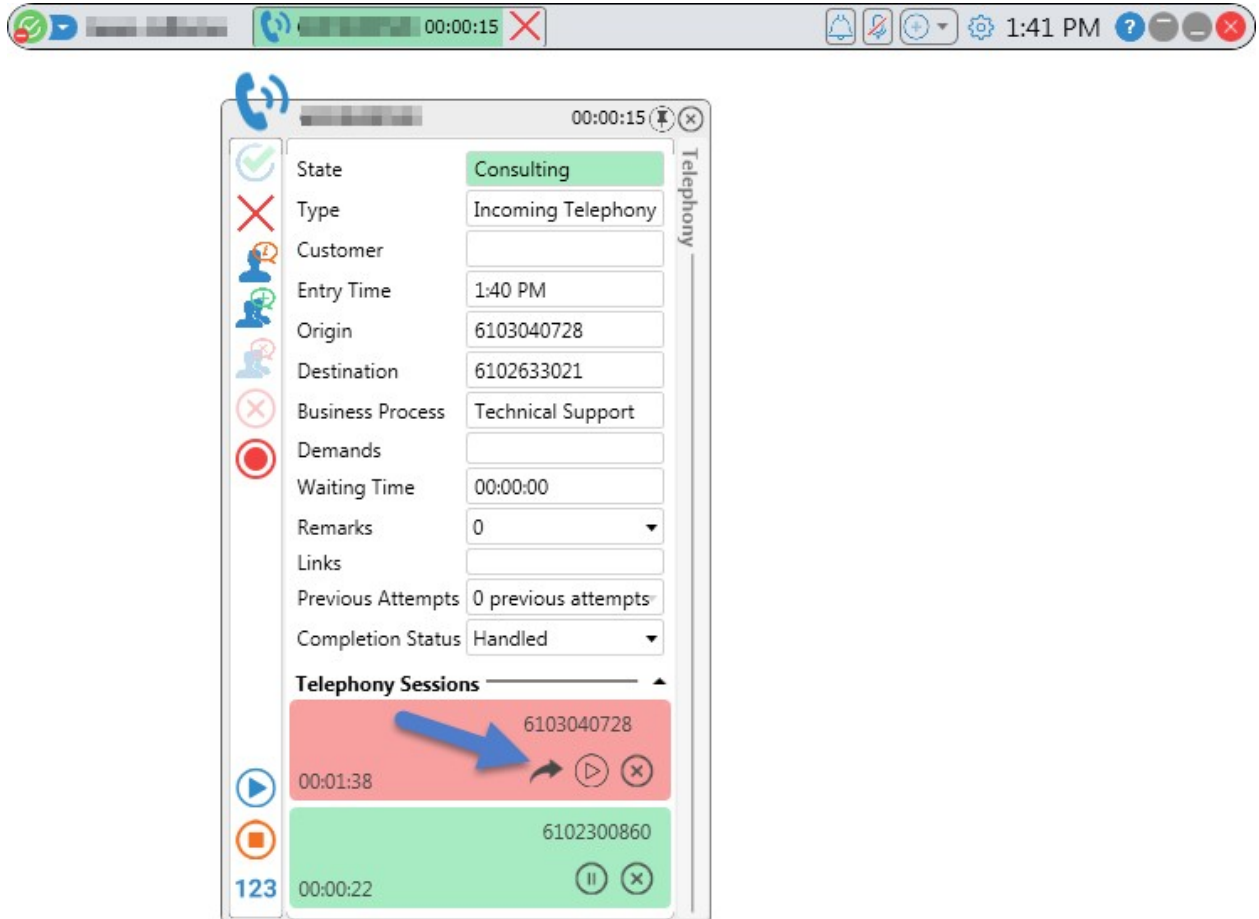 00:00:15 1:41 PM ?
00:00:15
State Consulting
Type Incoming Telephony
Customer
Entry Time 1:40 PM
Origin 6103040728
Destination 6102633021
Business Process Technical Support
Demands
Waiting Time 00:00:00
Remarks 0
Links
Previous Attempts 0 previous attempts
Completion Status Handled
Telephony Sessions
6103040728
00:01:38
6102300860
00:00:22
123
Telephony